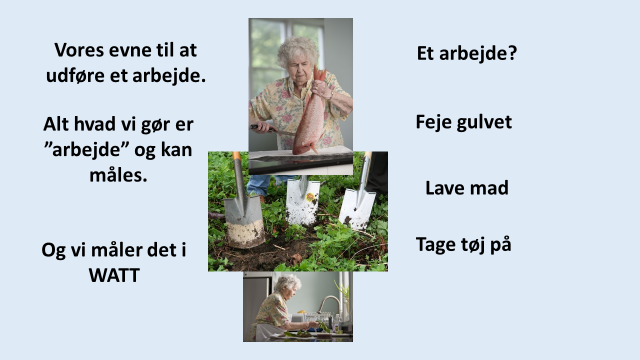 Vores evne til at
udføre et arbejde.
Alt hvad vi gør er
”arbejde” og kan
måles.
Og vi måler det i
WATT
Et arbejde?
Feje gulvet
Lave mad
Tage tøj på